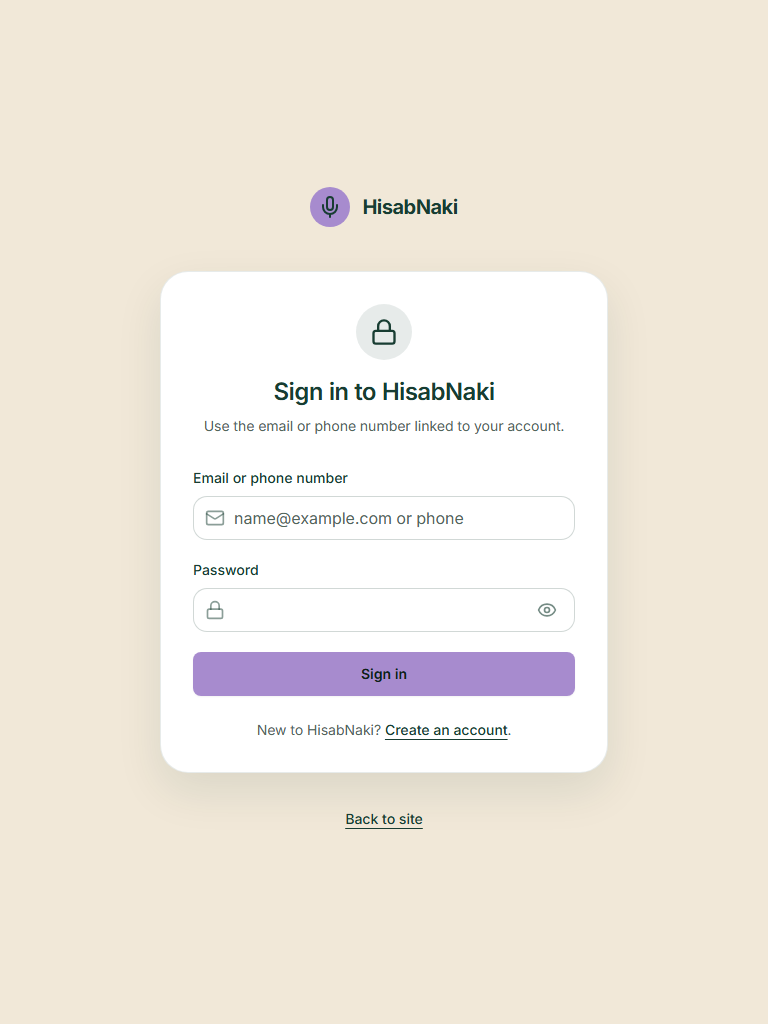 HisabNaki
Sign in to HisabNaki
Use the email or phone number linked to your account.
Email or phone number
name@example.com or phone
Password
Sign in
New to HisabNaki? Create an account.
Back to site